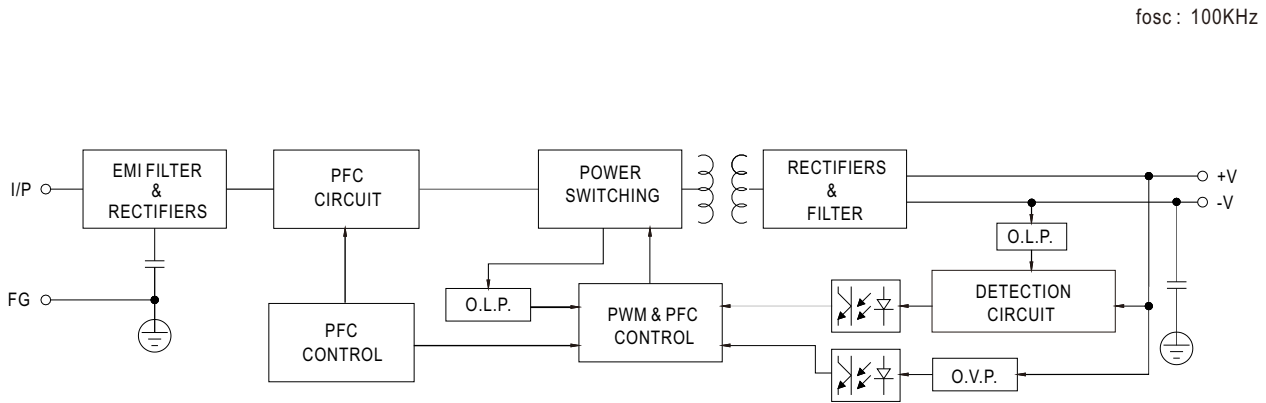 fosc : 100KHz
I/P
EMI FILTER
&
RECTIFIERS
PFC
CIRCUIT
POWER
SWITCHING
RECTIFIERS
&
FILTER
+V
-V
O.L.P.
FG
O.L.P.
PFC
CONTROL
PWM & PFC
CONTROL
DETECTION
CIRCUIT
O.V.P.